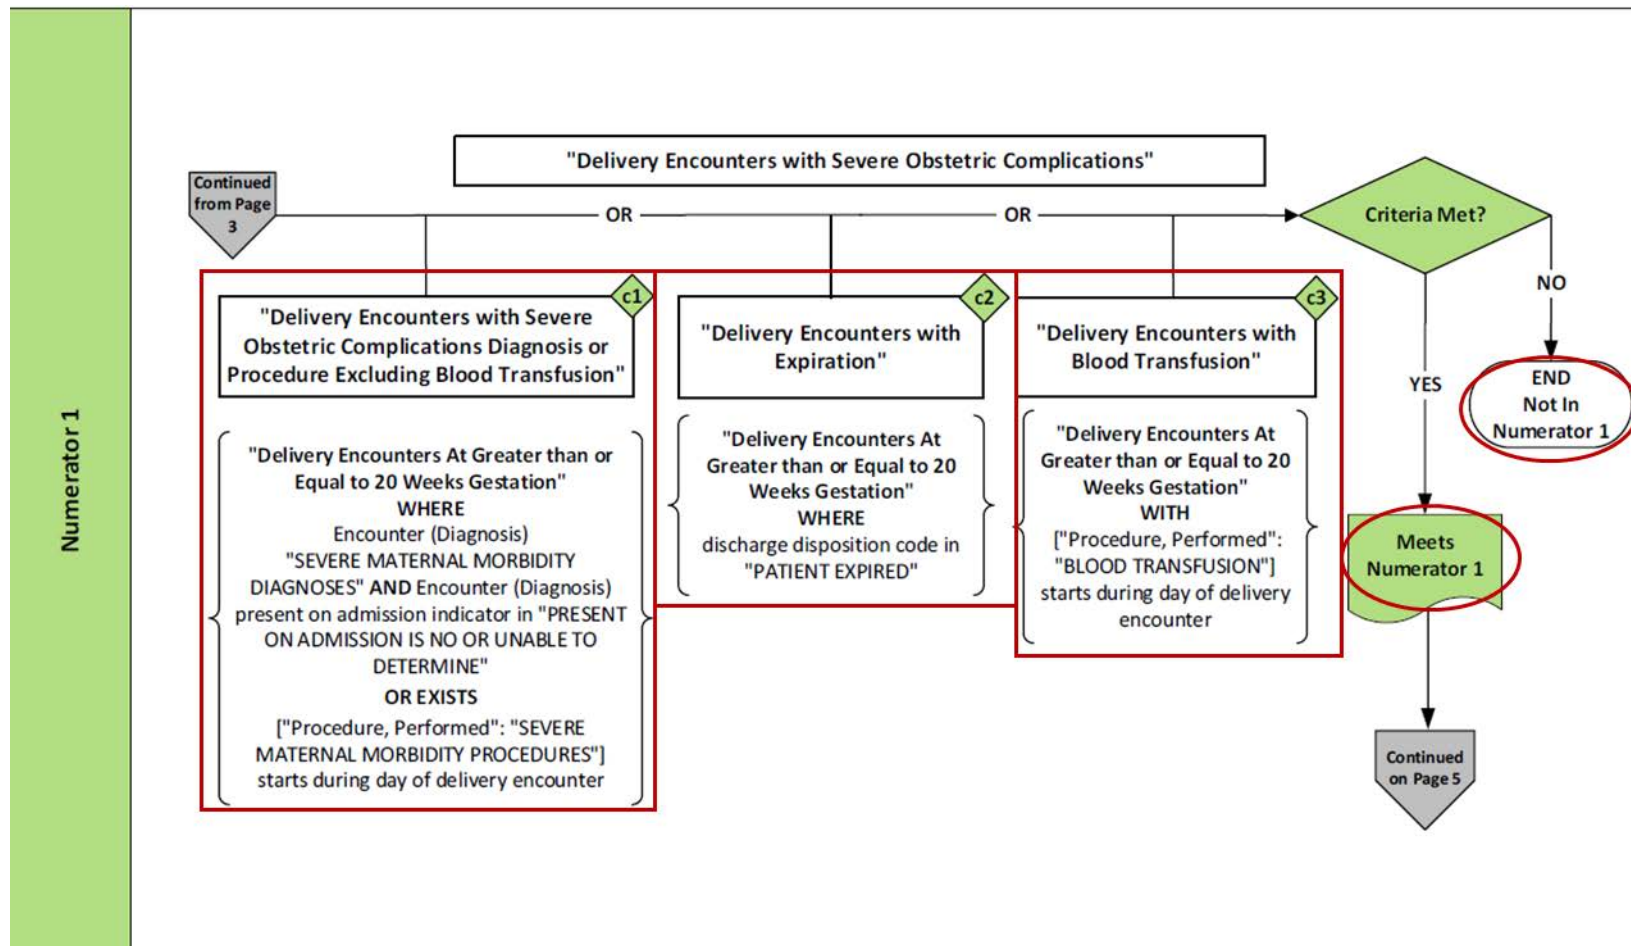 Numerator 1
"Delivery Encounters with Severe Obstetric Complications"
Continued
from Page
3
OR
OR
Criteria Met?
NO
YES
END
Not In
Numerator 1
Meets
Numerator 1
Continued
on Page 5
c1
"Delivery Encounters with Severe
Obstetric Complications Diagnosis or
Procedure Excluding Blood Transfusion"
"Delivery Encounters At Greater than or
Equal to 20 Weeks Gestation"
WHERE
Encounter (Diagnosis)
"SEVERE MATERNAL MORBIDITY
DIAGNOSES" AND Encounter (Diagnosis)
present on admission indicator in "PRESENT
ON ADMISSION IS NO OR UNABLE TO
DETERMINE"
OR EXISTS
["Procedure, Performed": "SEVERE
MATERNAL MORBIDITY PROCEDURES"]
starts during day of delivery encounter
c2
"Delivery Encounters with
Expiration"
"Delivery Encounters At
Greater than or Equal to 20
Weeks Gestation"
WHERE
discharge disposition code in
"PATIENT EXPIRED"
c3
"Delivery Encounters with
Blood Transfusion"
"Delivery Encounters At
Greater than or Equal to 20
Weeks Gestation"
WITH
["Procedure, Performed":
"BLOOD TRANSFUSION"]
starts during day of delivery
encounter